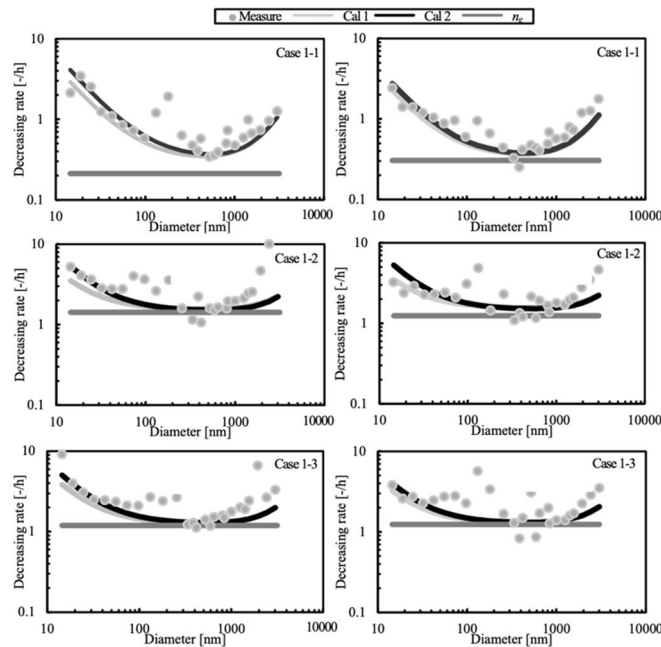 Measure Cal 1 Cal 2 nₑ
Case 1-1
Decreasing rate [-/h]
10
1
0.1
10 100 1000 10000
Diameter [nm]
Case 1-1
Decreasing rate [-/h]
10
1
0.1
10 100 1000 10000
Diameter [nm]
Case 1-2
Decreasing rate [-/h]
10
1
0.1
10 100 1000 10000
Diameter [nm]
Case 1-2
Decreasing rate [-/h]
10
1
0.1
10 100 1000 10000
Diameter [nm]
Case 1-3
Decreasing rate [-/h]
10
1
0.1
10 100 1000 10000
Diameter [nm]
Case 1-3
Decreasing rate [-/h]
10
1
0.1
10 100 1000 10000
Diameter [nm]